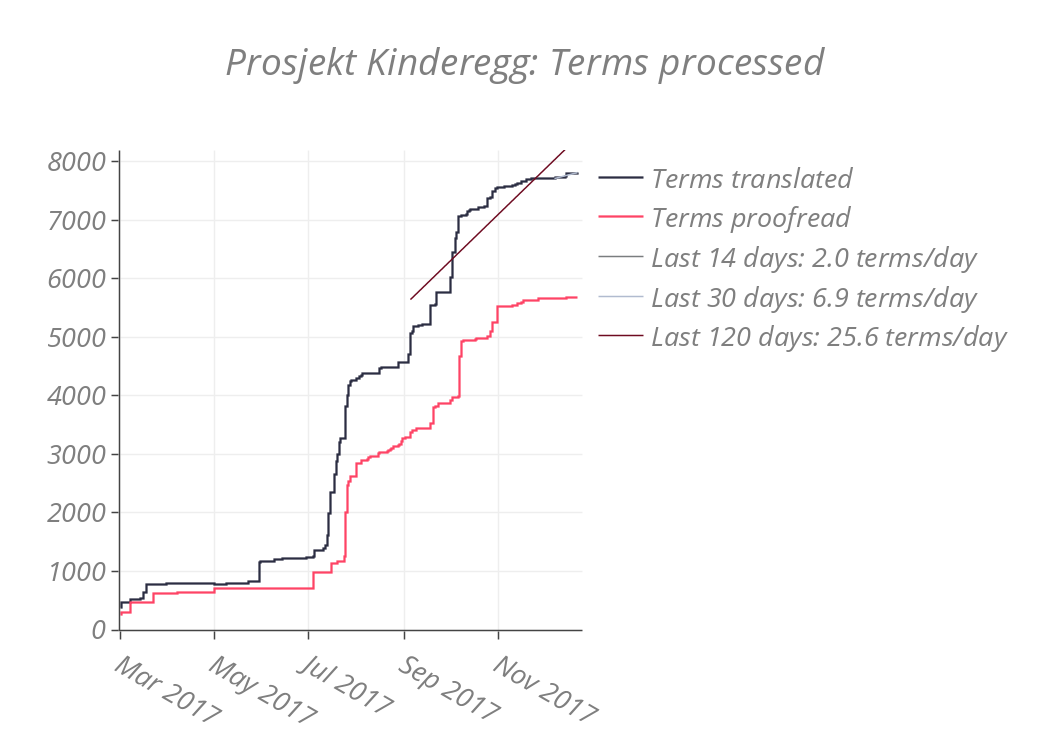 Prosjekt Kinderegg: Terms processed
8000
7000
6000
5000
4000
3000
2000
1000
0
Mar 2017
May 2017
Jul 2017
Sep 2017
Nov 2017
Terms translated
Terms proofread
Last 14 days: 2.0 terms/day
Last 30 days: 6.9 terms/day
Last 120 days: 25.6 terms/day